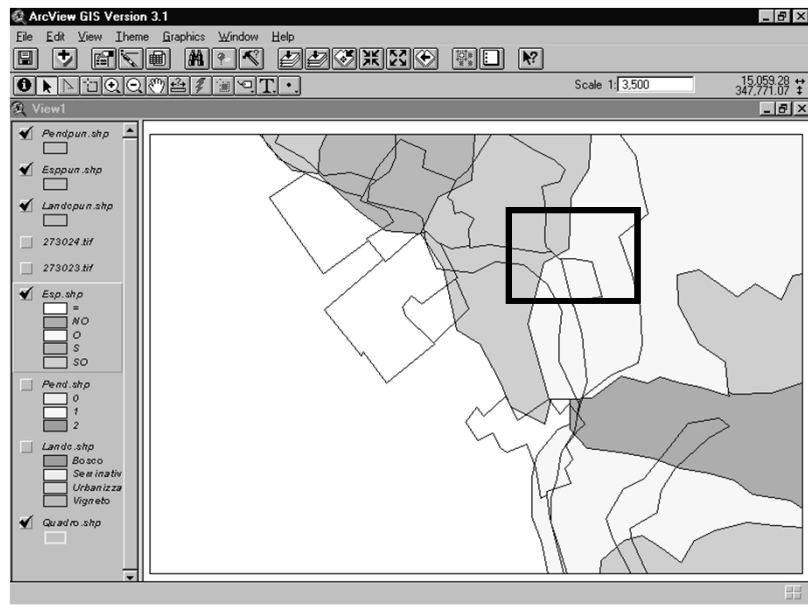 ArcView GIS Version 3.1
File Edit View Theme Graphics Window Help
Scale 1: 3,500
15,059.28
347,771.07
View1
Pendpun.shp
Esppun.shp
Landcpun.shp
273024.tif
273023.tif
Esp.shp
=
NO
O
S
SO
Pend.shp
0
1
2
Landc.shp
Bosco
Seminativ
Urbanizza
Vigneto
Quadro.shp